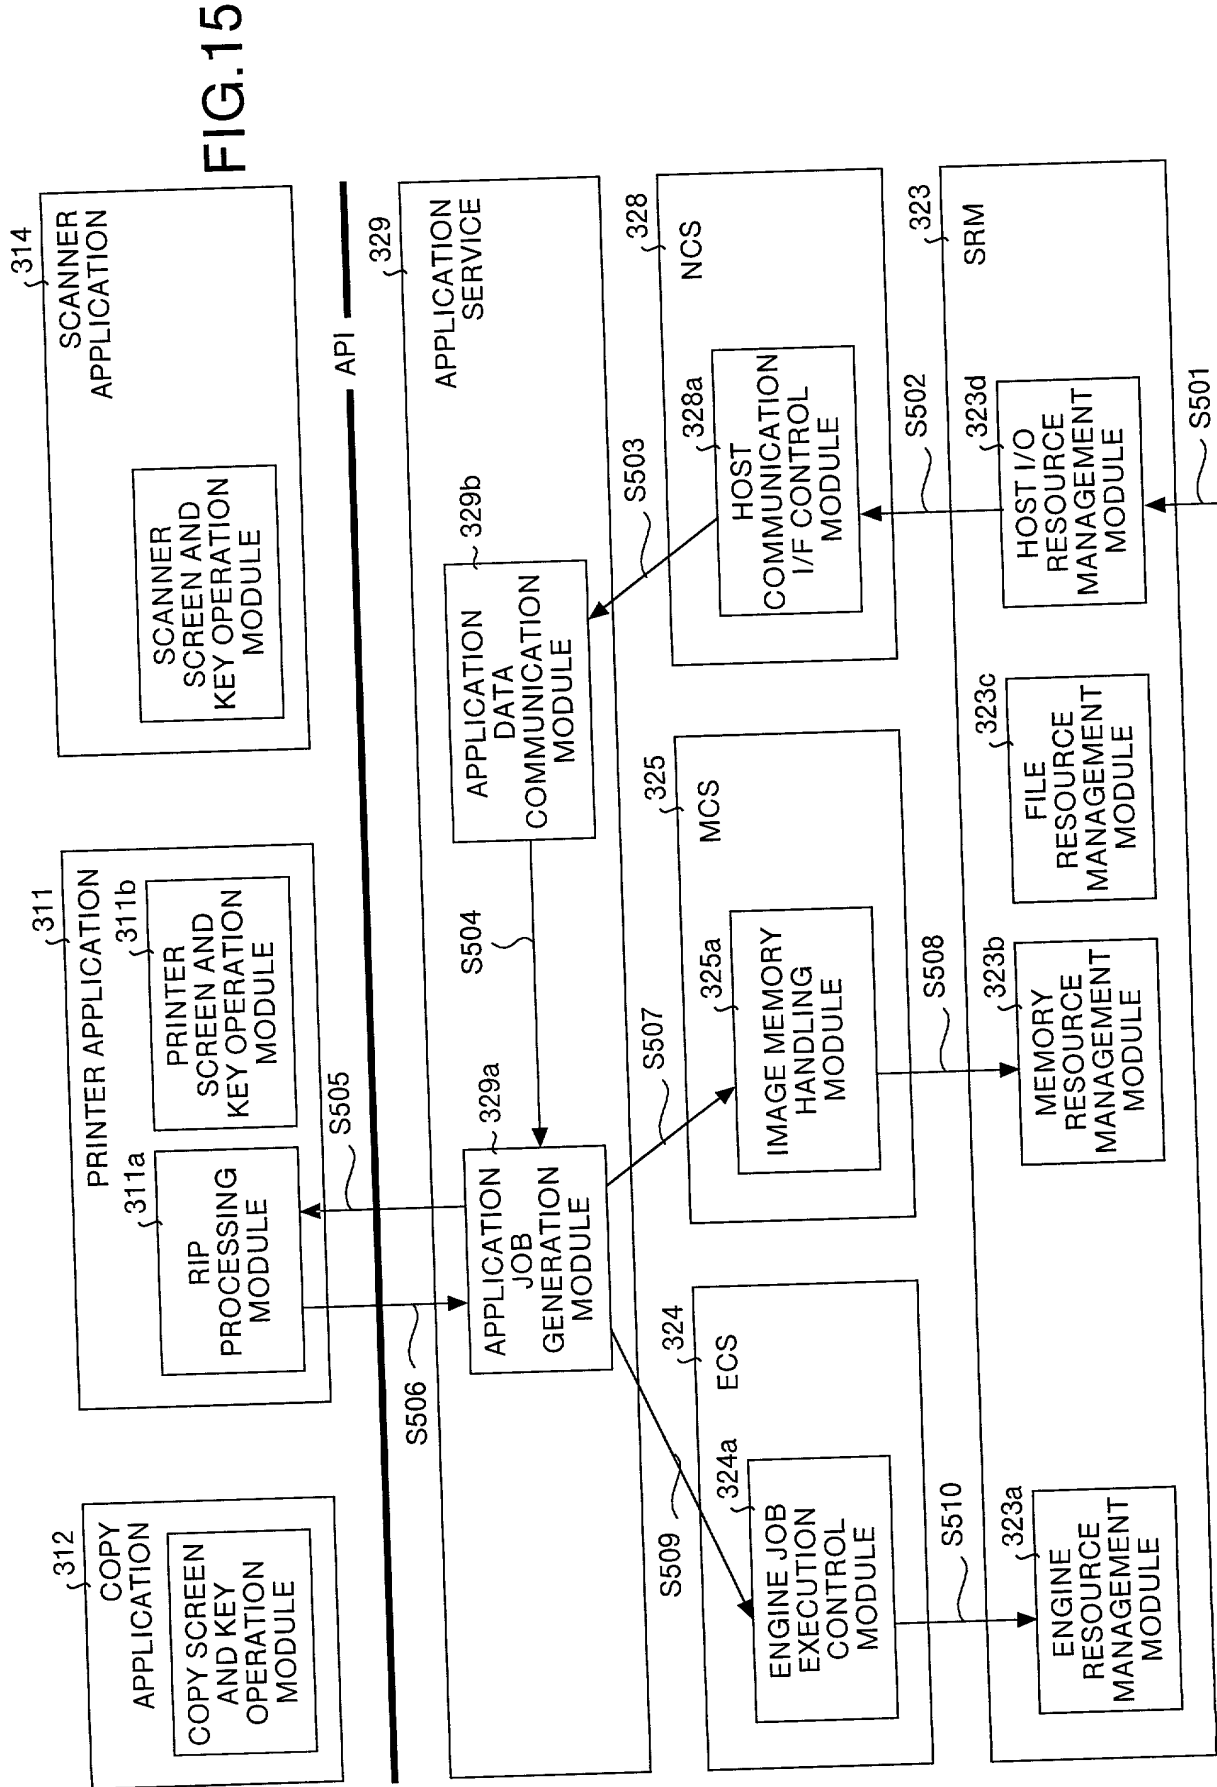 FIG.15
312
COPY
APPLICATION
COPY SCREEN
AND KEY
OPERATION
MODULE
311
PRINTER APPLICATION
311a
RIP
PROCESSING
MODULE
311b
PRINTER
SCREEN AND
KEY OPERATION
MODULE
314
SCANNER
APPLICATION
SCANNER
SCREEN AND
KEY OPERATION
MODULE
S506
S505
API
329
APPLICATION
SERVICE
329a
APPLICATION
JOB
GENERATION
MODULE
S504
329b
APPLICATION
DATA
COMMUNICATION
MODULE
S509
S507
S503
324
ECS
324a
ENGINE JOB
EXECUTION
CONTROL
MODULE
325
MCS
325a
IMAGE MEMORY
HANDLING
MODULE
328
NCS
328a
HOST
COMMUNICATION
I/F CONTROL
MODULE
S510
S508
S502
323
SRM
323a
ENGINE
RESOURCE
MANAGEMENT
MODULE
323b
MEMORY
RESOURCE
MANAGEMENT
MODULE
323c
FILE
RESOURCE
MANAGEMENT
MODULE
323d
HOST I/O
RESOURCE
MANAGEMENT
MODULE
S501